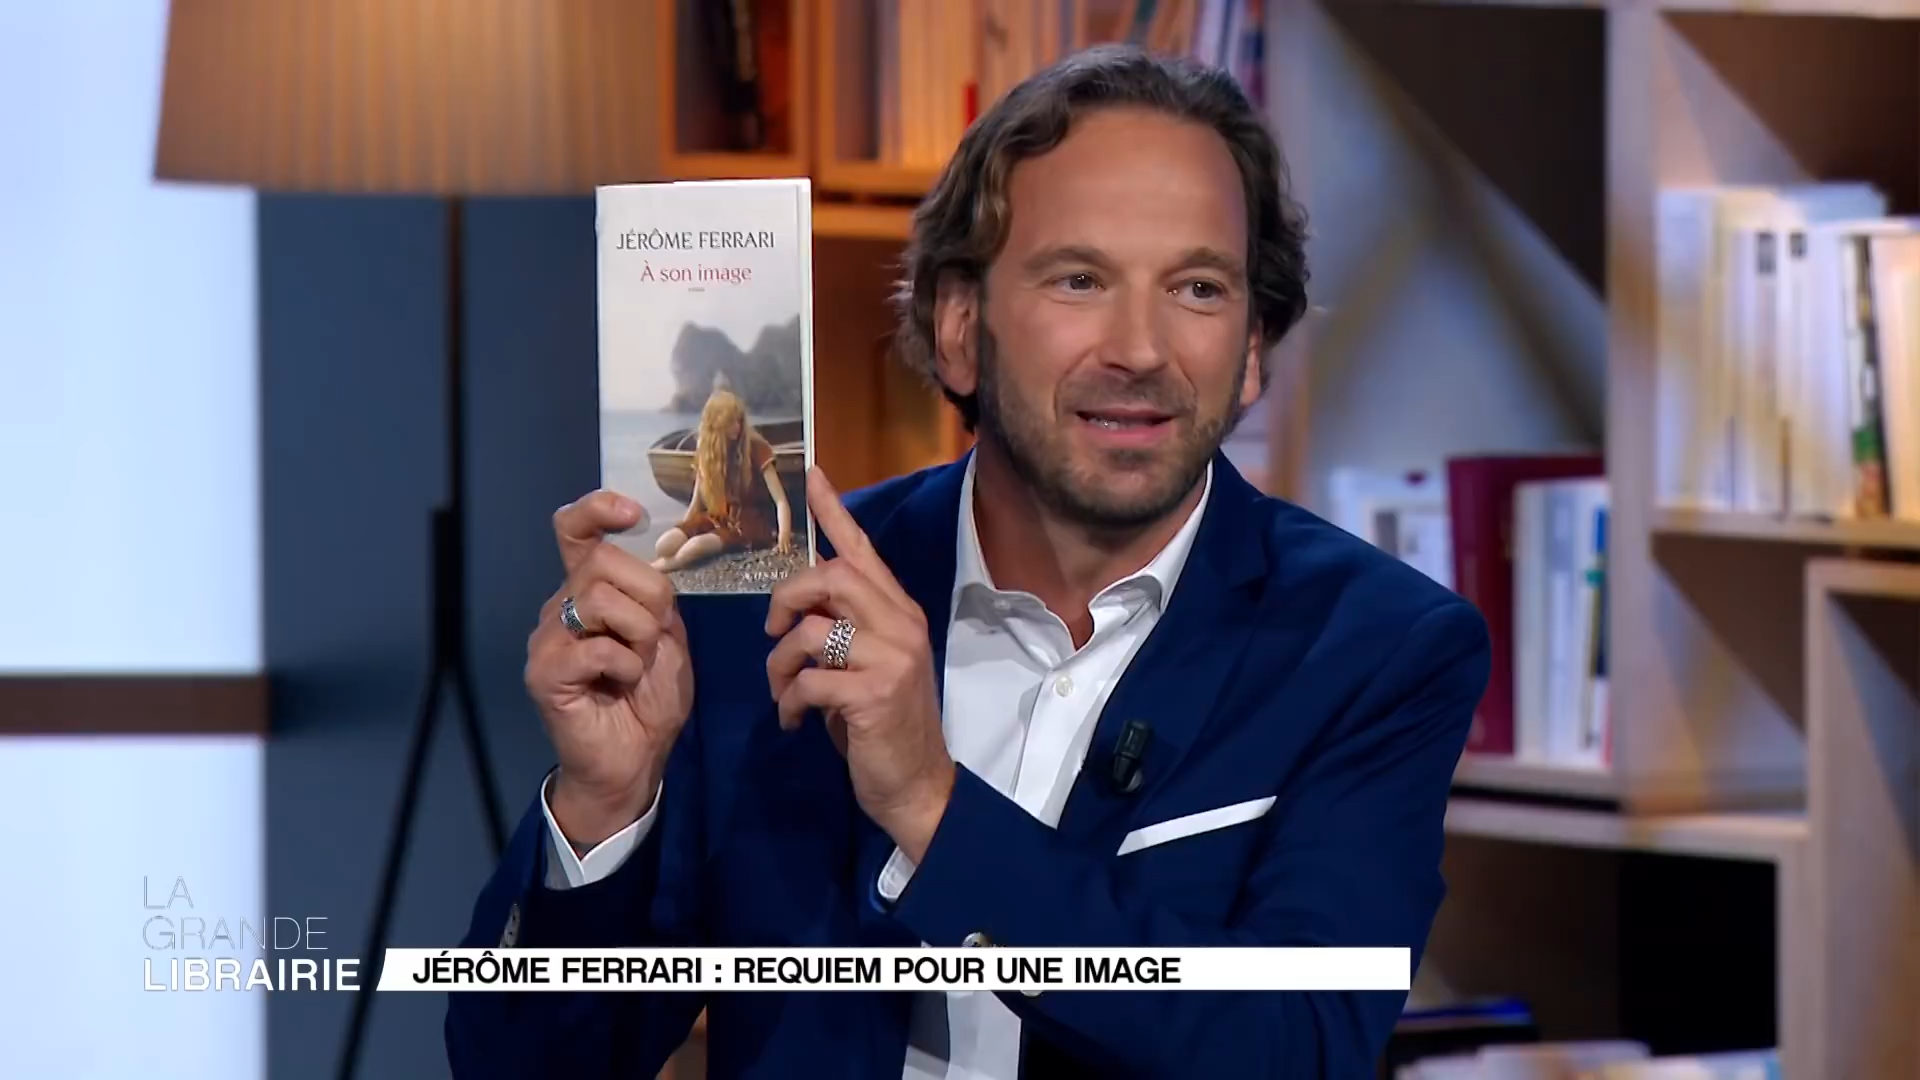 JÉRÔME FERRARI
À son image
LA
GRANDE
LIBRAIRIE
JÉRÔME FERRARI : REQUIEM POUR UNE IMAGE